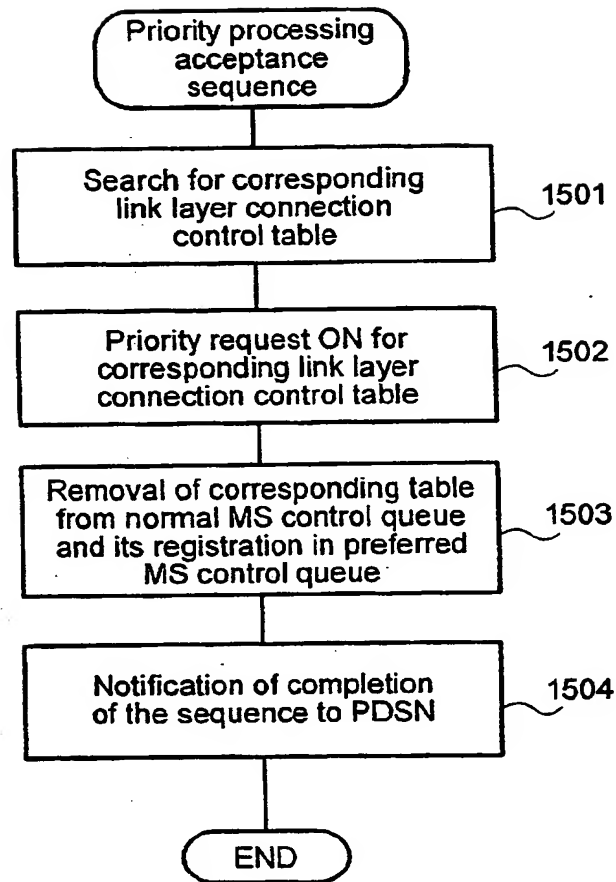 Priority processing
acceptance
sequence
Search for corresponding
link layer connection
control table
1501
Priority request ON for
corresponding link layer
connection control table
1502
Removal of corresponding table
from normal MS control queue
and its registration in preferred
MS control queue
1503
Notification of completion
of the sequence to PDSN
1504
END